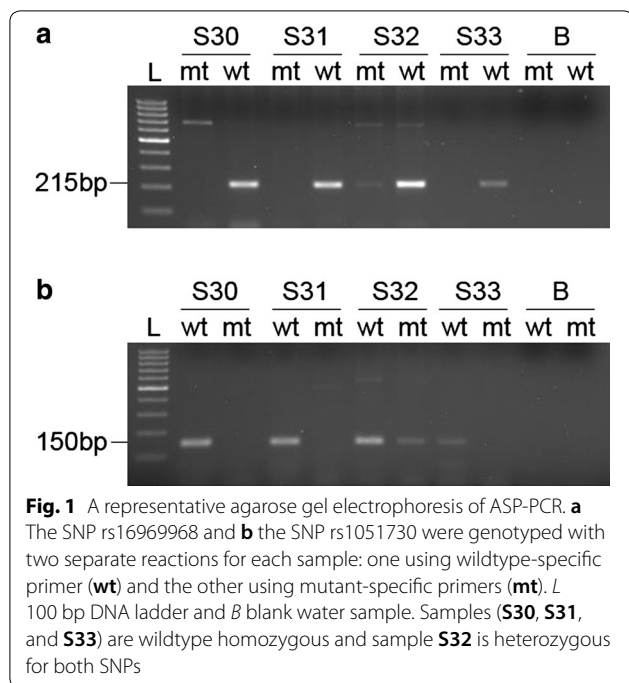 a
S30 S31 S32 S33 B
L mt wt mt wt mt wt mt wt mt wt
215bp
b
S30 S31 S32 S33 B
L wt mt wt mt wt mt wt mt wt mt
150bp
Fig. 1 A representative agarose gel electrophoresis of ASP-PCR. a
The SNP rs16969968 and b the SNP rs1051730 were genotyped with
two separate reactions for each sample: one using wildtype-specific
primer (wt) and the other using mutant-specific primers (mt). L
100 bp DNA ladder and B blank water sample. Samples (S30, S31,
and S33) are wildtype homozygous and sample S32 is heterozygous
for both SNPs